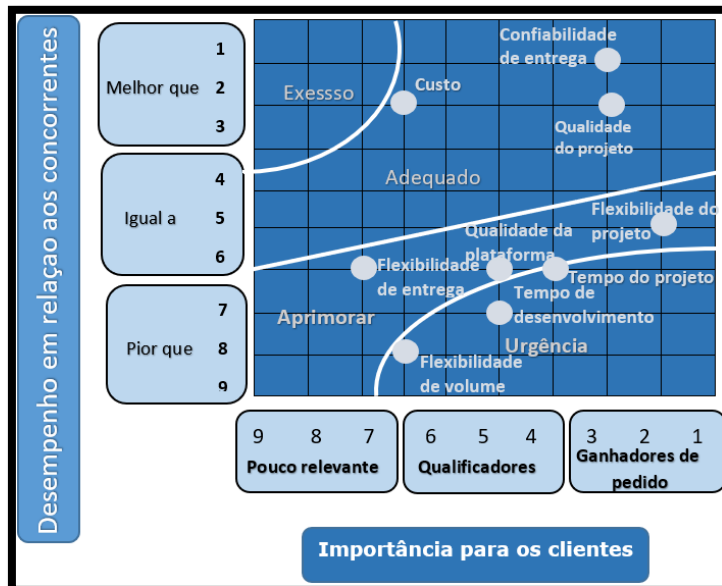 Desempenho em relaçao aos concorrentes
Melhor que
1
2
3
Igual a
4
5
6
Pior que
7
8
9
Exessso
Custo
Confiabilidade
de entrega
Qualidade
do projeto
Adequado
Flexibilidade do
projeto
Qualidade da
plataforma
Flexibilidade
de entrega
Tempo do projeto
Tempo de
desenvolvimento
Aprimorar
Urgência
Flexibilidade
de volume
9 8 7
Pouco relevante
6 5 4
Qualificadores
3 2 1
Ganhadores de
pedido
Importância para os clientes